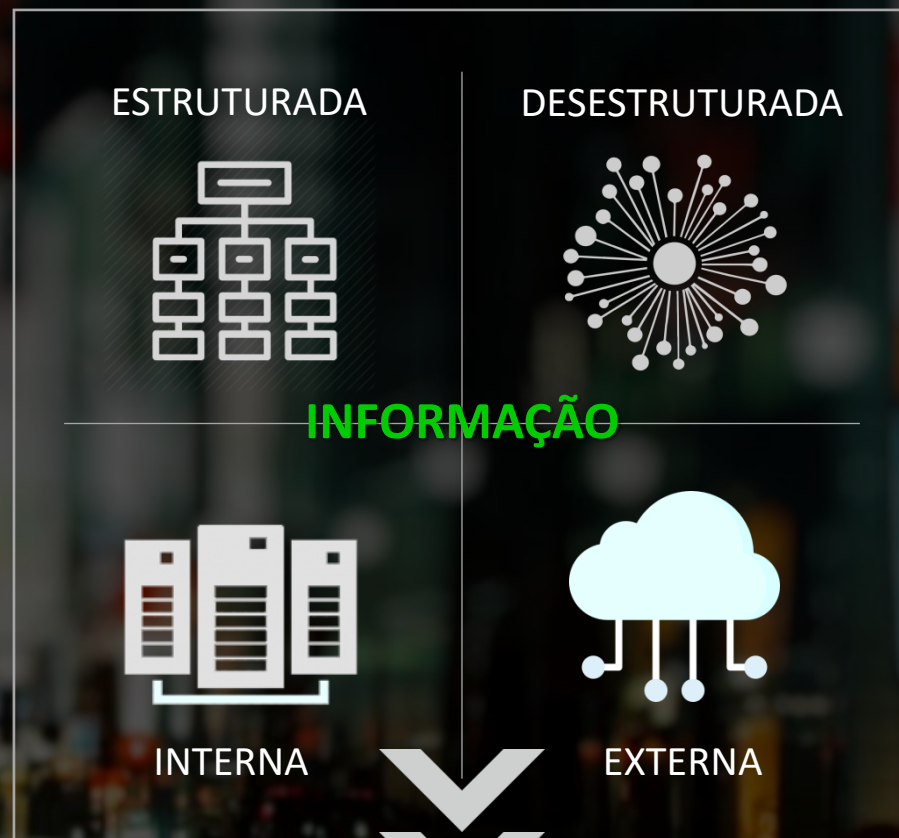 ESTRUTURADA
DESESTRUTURADA
INFORMAÇÃO
INTERNA
EXTERNA